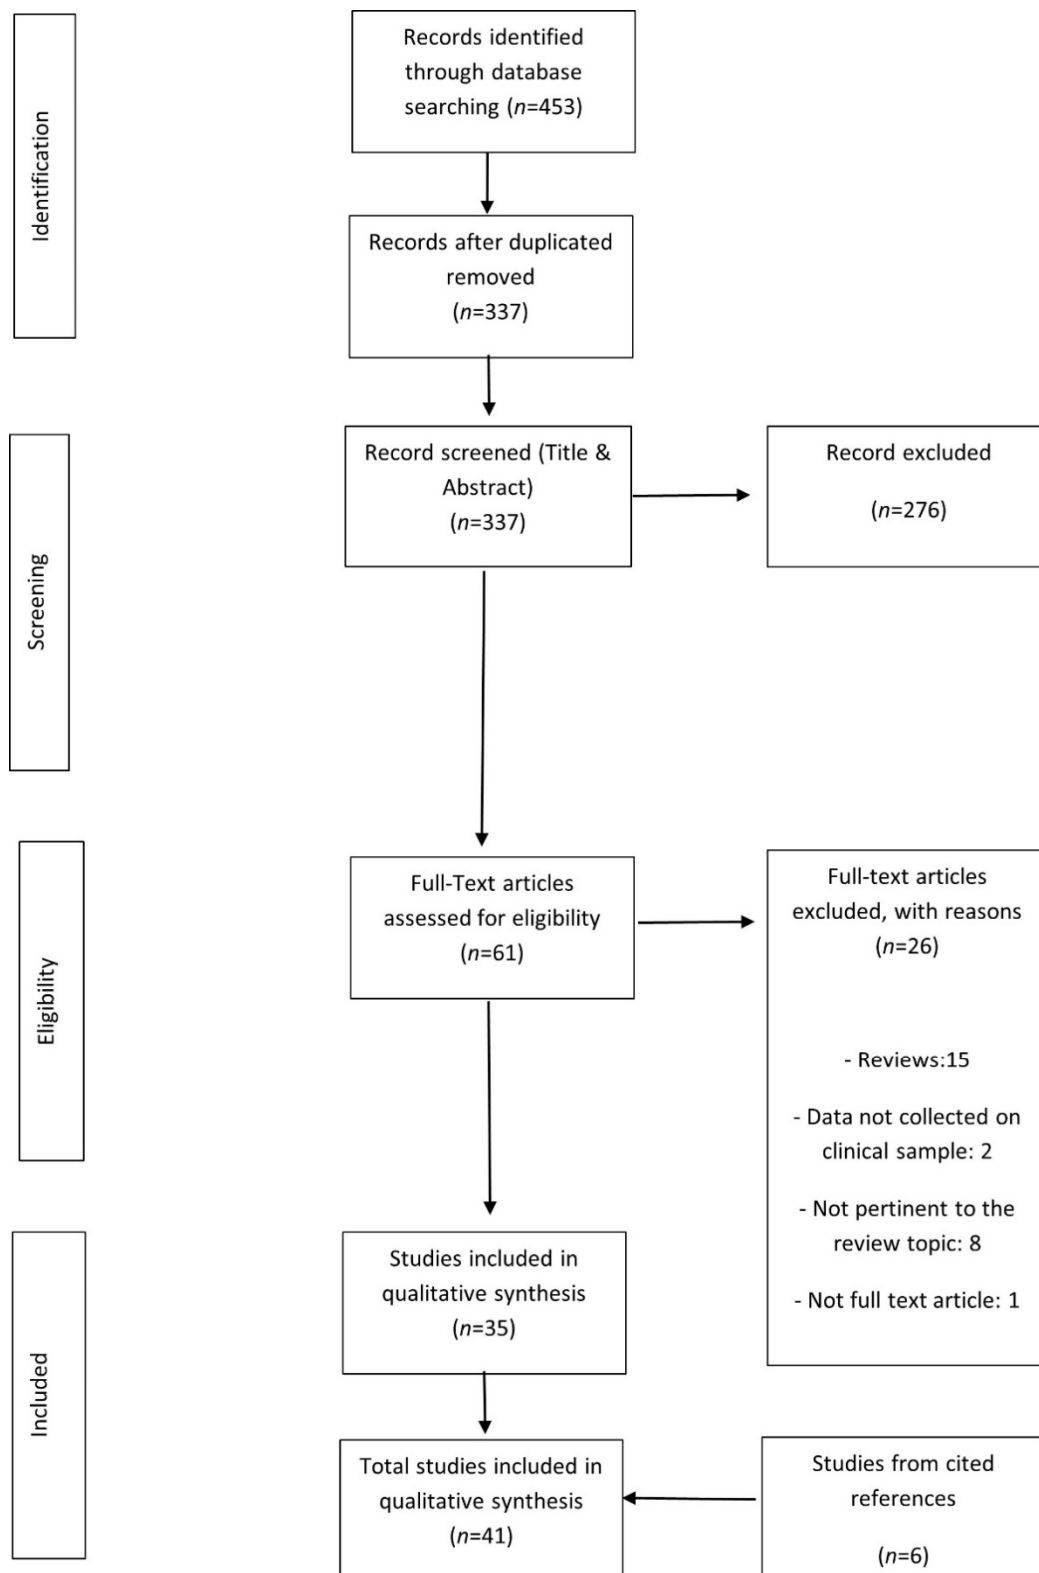 Identification
Records identified
through database
searching (n=453)
Records after duplicated
removed
(n=337)
Screening
Record screened (Title &
Abstract)
(n=337)
Record excluded
(n=276)
Eligibility
Full-Text articles
assessed for eligibility
(n=61)
Full-text articles
excluded, with reasons
(n=26)
- Reviews:15
- Data not collected on
clinical sample: 2
- Not pertinent to the
review topic: 8
- Not full text article: 1
Included
Studies included in
qualitative synthesis
(n=35)
Total studies included in
qualitative synthesis
(n=41)
Studies from cited
references
(n=6)